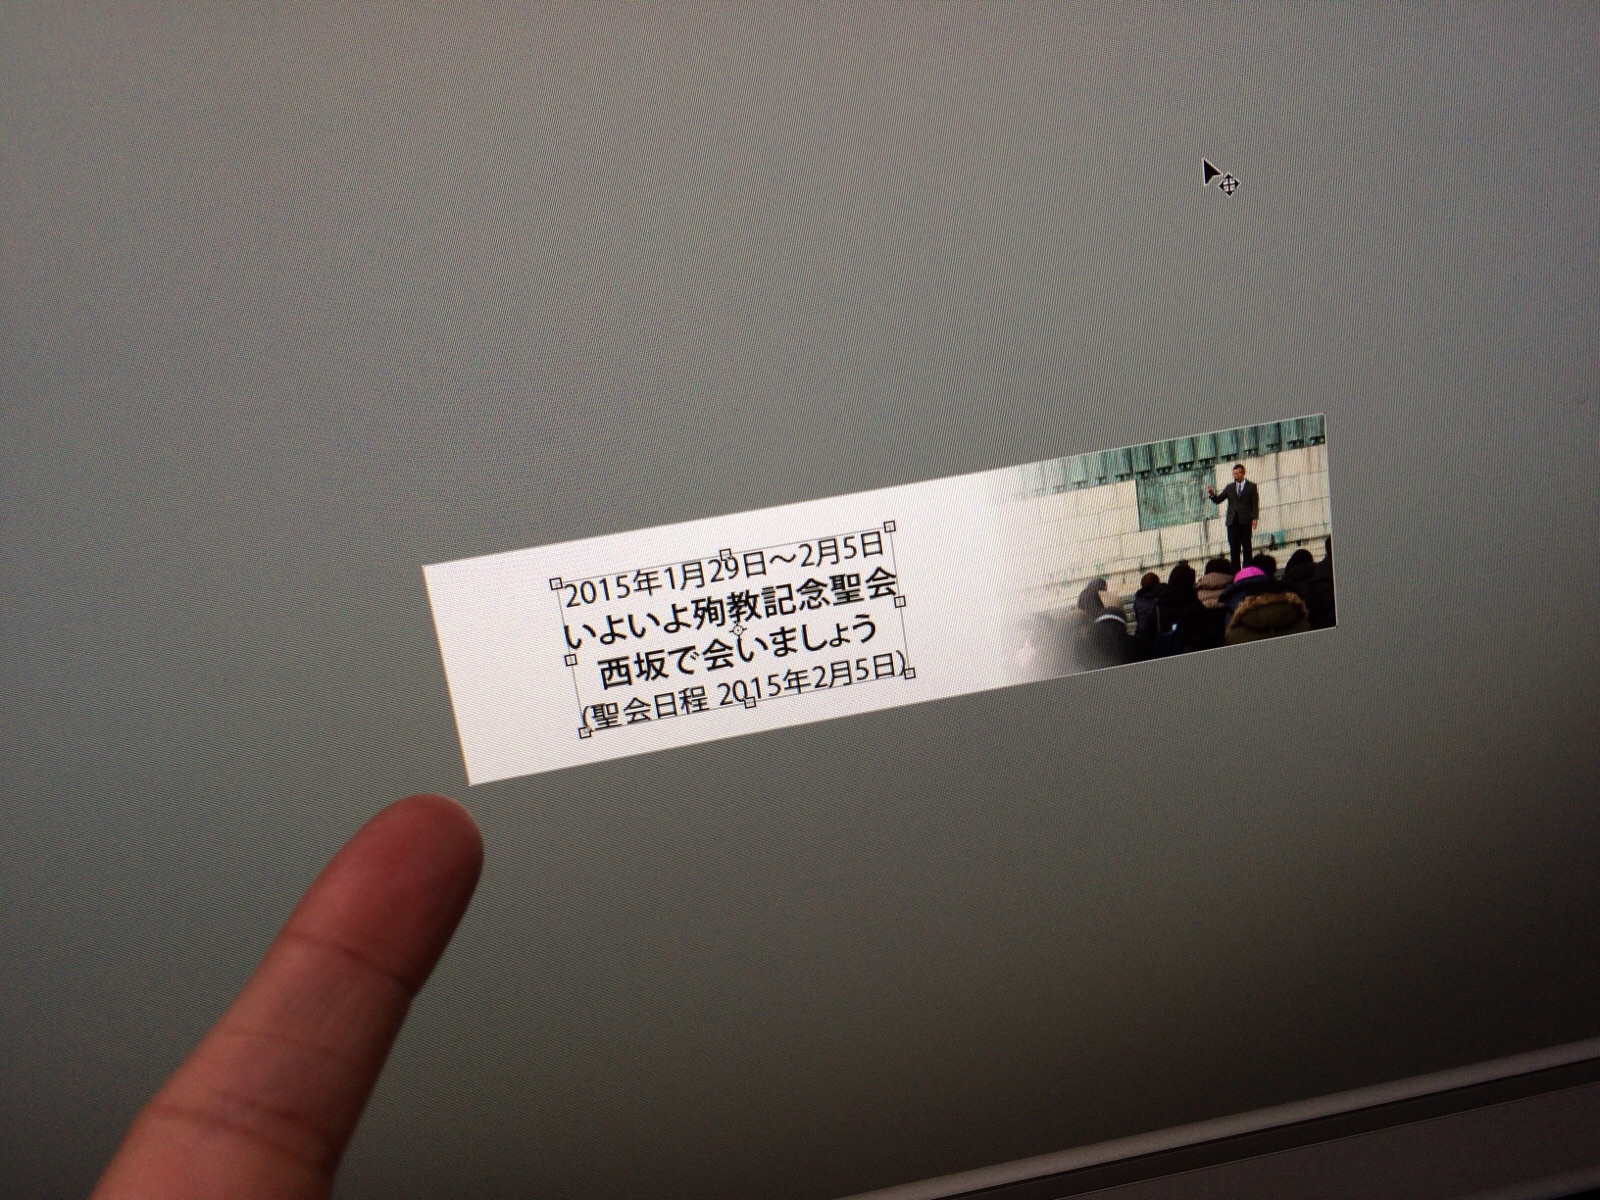 2015年1月29日～2月5日
いよいよ殉教記念聖会
西坂で会いましょう
(聖会日程 2015年2月5日)